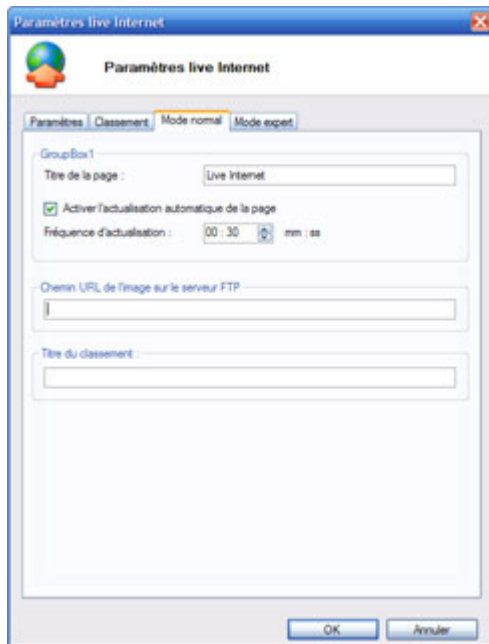 Paramètres live Internet
Paramètres live Internet
Paramètres Classement Mode normal Mode expert
GroupBox1
Titre de la page : Live Internet
Activer l'actualisation automatique de la page
Fréquence d'actualisation : 00 : 30 mm : ss
Chemin URL de l'image sur le serveur FTP
Titre du classement :
OK Annuler